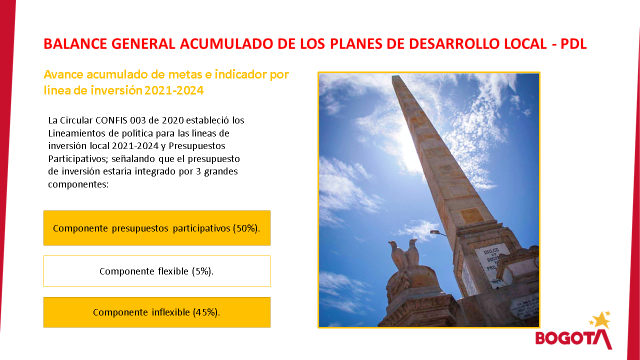 BALANCE GENERAL ACUMULADO DE LOS PLANES DE DESARROLLO LOCAL - PDL
Avance acumulado de metas e indicador por
linea de inversión 2021-2024
La Circular CONFIS 003 de 2020 estableció los
Lineamientos de política para las líneas de
inversión local 2021-2024 y Presupuestos
Participativos; señalando que el presupuesto
de inversión estaría integrado por 3 grandes
componentes:
Componente presupuestos participativos (50%).
Componente flexible (5%).
Componente inflexible (45%).
BOGOTA